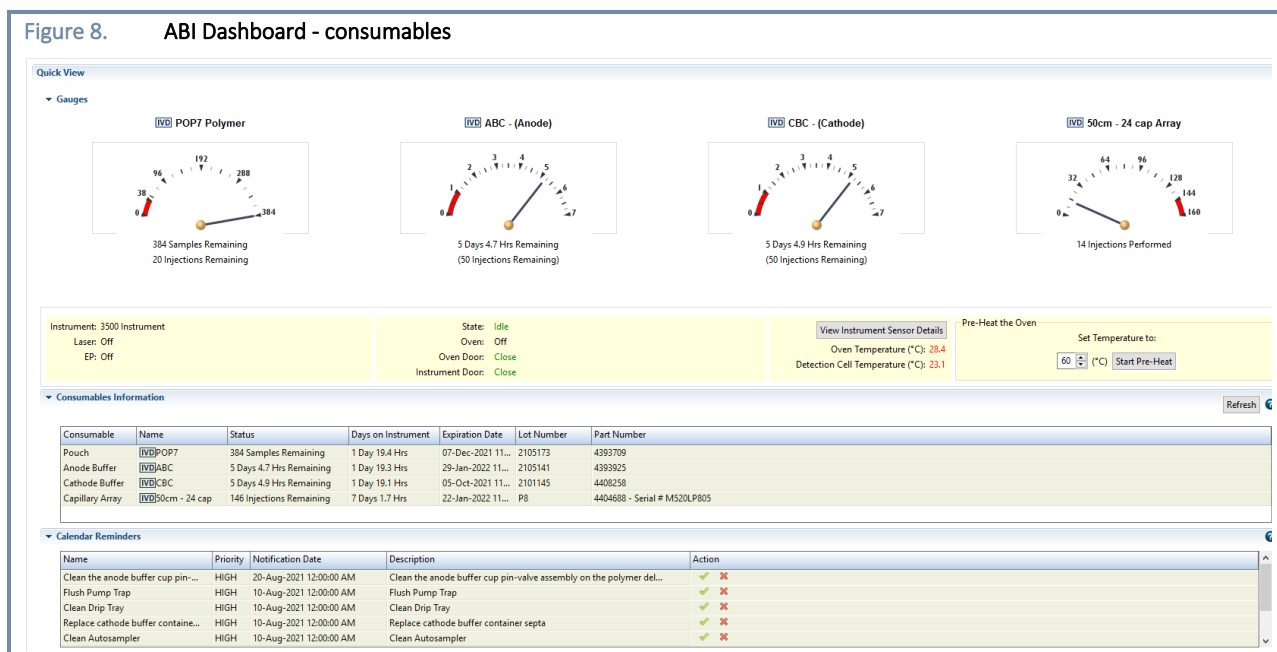 Figure 8. ABI Dashboard - consumables
Quick View
Gauges
IVD POP7 Polymer
IVD ABC - (Anode)
IVD CBC - (Cathode)
IVD 50cm - 24 cap Array
0 38 96 192 288 384
0 1 2 3 4 5 6 7
0 1 2 3 4 5 6 7
0 32 64 96 128 144 160
384 Samples Remaining
20 Injections Remaining
5 Days 4.7 Hrs Remaining
(50 Injections Remaining)
5 Days 4.9 Hrs Remaining
(50 Injections Remaining)
14 Injections Performed
Instrument: 3500 Instrument
Laser: Off
EP: Off
State: Idle
Oven: Off
Oven Door: Close
Instrument Door: Close
View Instrument Sensor Details
Oven Temperature (°C): 28.4
Detection Cell Temperature (°C): 23.1
Pre-Heat the Oven
Set Temperature to:
60 (°C) Start Pre-Heat
Consumables Information
Refresh
Consumable Name Status Days on Instrument Expiration Date Lot Number Part Number
Pouch IVD POP7 384 Samples Remaining 1 Day 19.4 Hrs 07-Dec-2021 11... 2105173 4393709
Anode Buffer IVD ABC 5 Days 4.7 Hrs Remaining 1 Day 19.3 Hrs 29-Jan-2022 11... 2105141 4393925
Cathode Buffer IVD CBC 5 Days 4.9 Hrs Remaining 1 Day 19.1 Hrs 05-Oct-2021 11... 2101145 4408258
Capillary Array IVD 50cm - 24 cap 146 Injections Remaining 7 Days 1.7 Hrs 22-Jan-2022 11... P8 4404688 - Serial # M520LP805
Calendar Reminders
Name Priority Notification Date Description Action
Clean the anode buffer cup pin-... HIGH 20-Aug-2021 12:00:00 AM Clean the anode buffer cup pin-valve assembly on the polymer del...
Flush Pump Trap HIGH 10-Aug-2021 12:00:00 AM Flush Pump Trap
Clean Drip Tray HIGH 10-Aug-2021 12:00:00 AM Clean Drip Tray
Replace cathode buffer containe... HIGH 10-Aug-2021 12:00:00 AM Replace cathode buffer container septa
Clean Autosampler HIGH 10-Aug-2021 12:00:00 AM Clean Autosampler